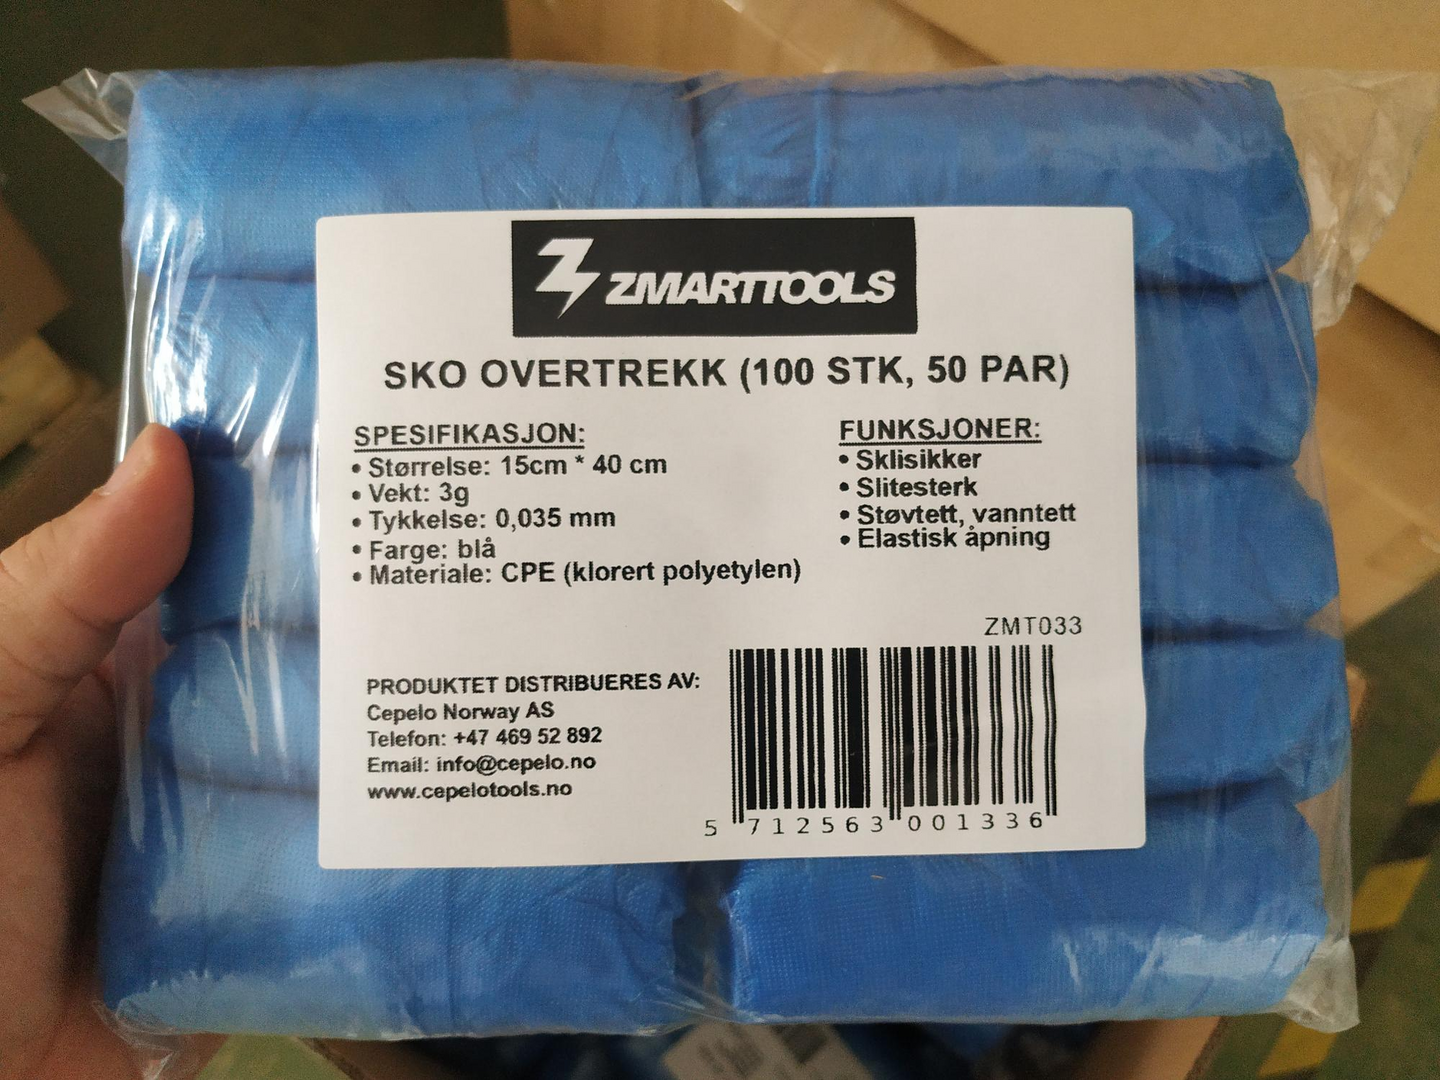 ZMARTTOOLS
SKO OVERTREKK (100 STK, 50 PAR)
SPESIFIKASJON:
• Størrelse: 15cm * 40 cm
• Vekt: 3g
• Tykkelse: 0,035 mm
• Farge: blå
• Materiale: CPE (klorert polyetylen)
FUNKSJONER:
• Sklisikker
• Slitesterk
• Støvtett, vanntett
• Elastisk åpning
PRODUKTET DISTRIBUERES AV:
Cepelo Norway AS
Telefon: +47 469 52 892
Email: info@cepelo.no
www.cepelotools.no
ZMT033
5 712563 001336